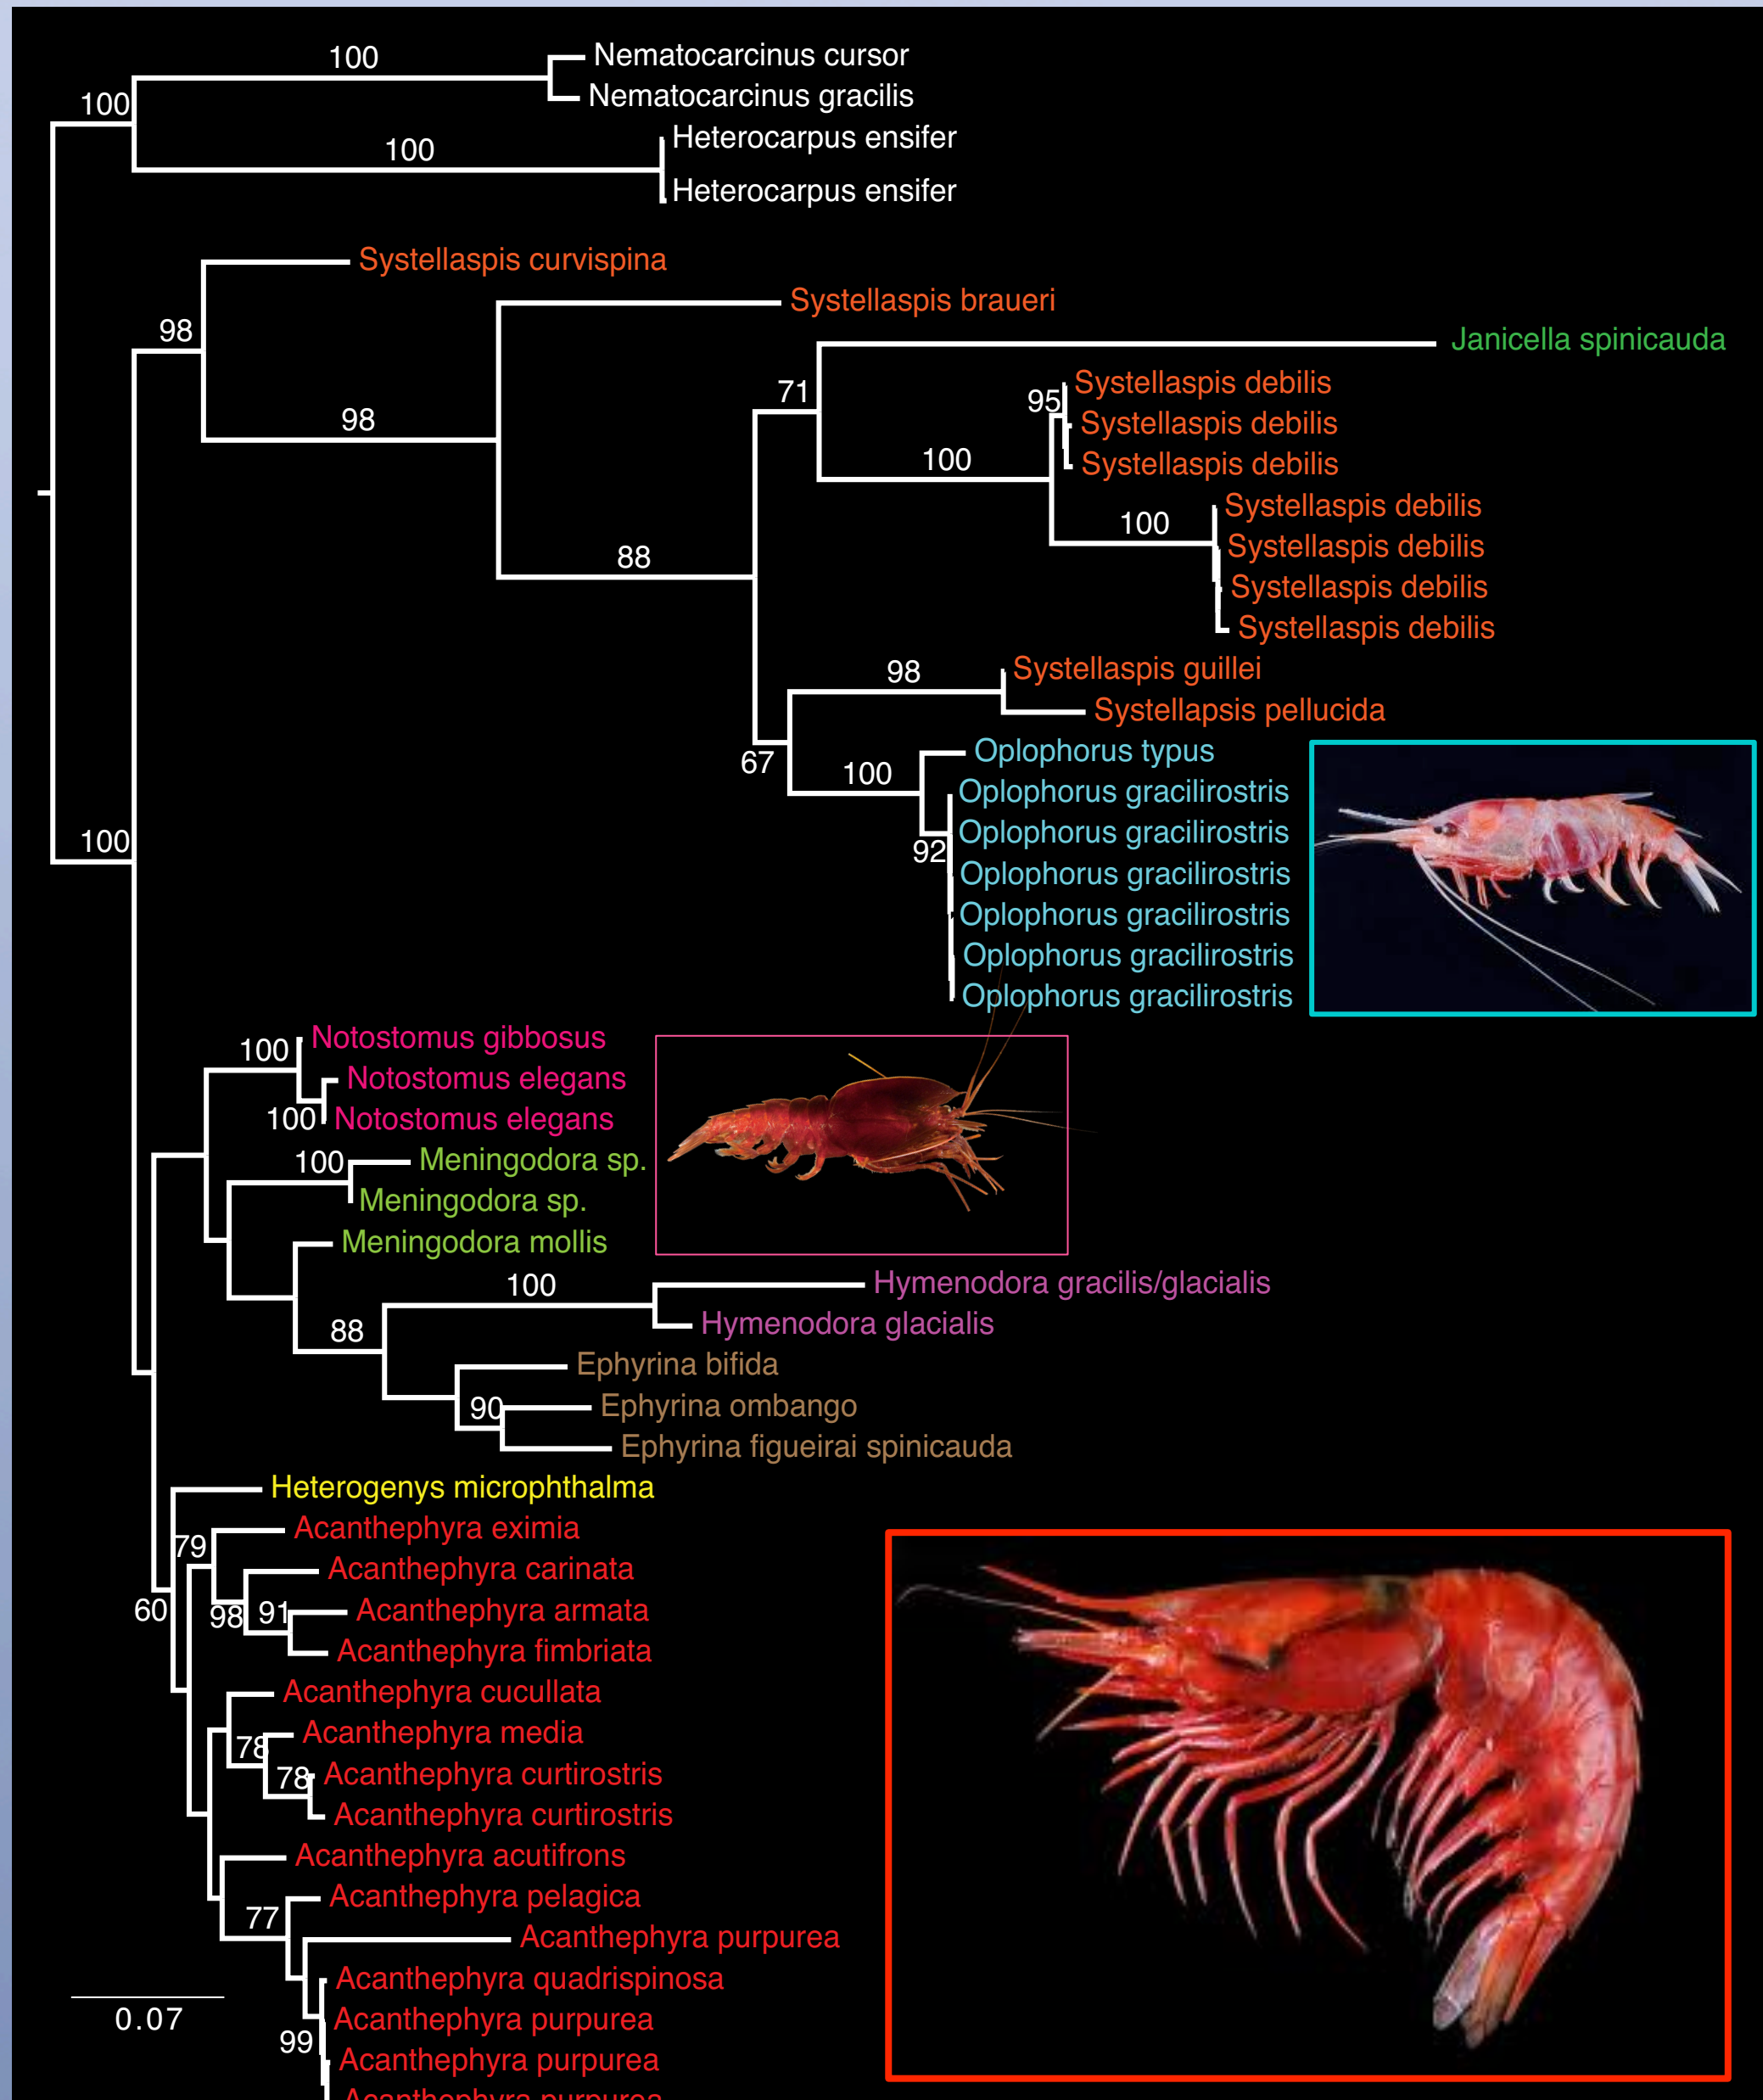 100
Nematocarcinus cursor
Nematocarcinus gracilis
100
100
Heterocarpus ensifer
Heterocarpus ensifer
Systellaspis curvispina
Systellaspis braueri
98
Janicella spinicauda
71
Systellaspis debilis
95
98
Systellaspis debilis
100
Systellaspis debilis
Systellaspis debilis
100
Systellaspis debilis
88
Systellaspis debilis
Systellaspis debilis
98
Systellaspis guillei
Systellapsis pellucida
Oplophorus typus
67
100
Oplophorus gracilirostris
100
Oplophorus gracilirostris
92
Oplophorus gracilirostris
Oplophorus gracilirostris
Oplophorus gracilirostris
Oplophorus gracilirostris
Notostomus gibbosus
100
Notostomus elegans
100
Notostomus elegans
100
Meningodora sp.
Meningodora sp.
Meningodora mollis
100
Hymenodora gracilis/glacialis
88
Hymenodora glacialis
Ephyrina bifida
90
Ephyrina ombango
Ephyrina figueirai spinicauda
Heterogenys microphthalma
Acanthephyra eximia
79
Acanthephyra carinata
60
98
91
Acanthephyra armata
Acanthephyra fimbriata
Acanthephyra cucullata
Acanthephyra media
78
78
Acanthephyra curtirostris
Acanthephyra curtirostris
Acanthephyra acutifrons
Acanthephyra pelagica
77
Acanthephyra purpurea
Acanthephyra quadrispinosa
0.07
Acanthephyra purpurea
99
Acanthephyra purpurea
Acanthephyra purpurea